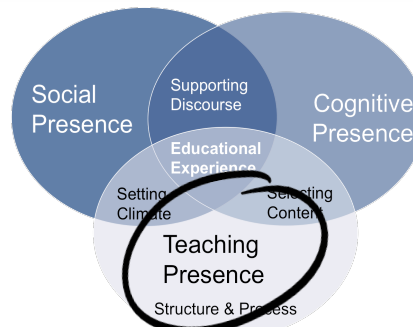 Social
Presence
Supporting
Discourse
Cognitive
Presence
Educational
Experience
Setting
Climate
Selecting
Content
Teaching
Presence
Structure & Process